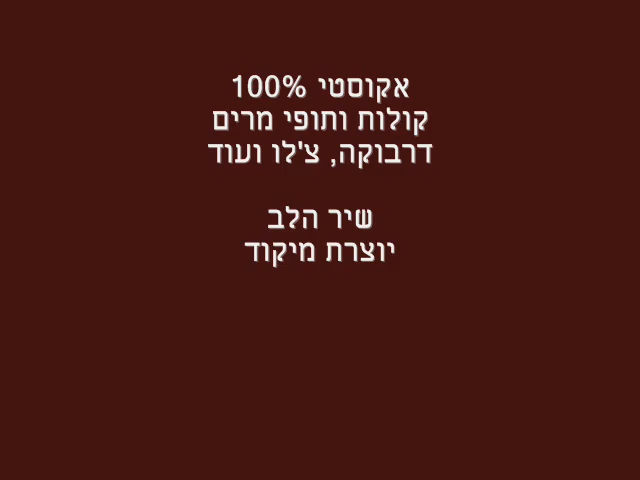 אקוסטי 100%
קולות ותופי מרים
דרבוקה, צ'לו ועוד
שיר הלב
יוצרת מיקוד